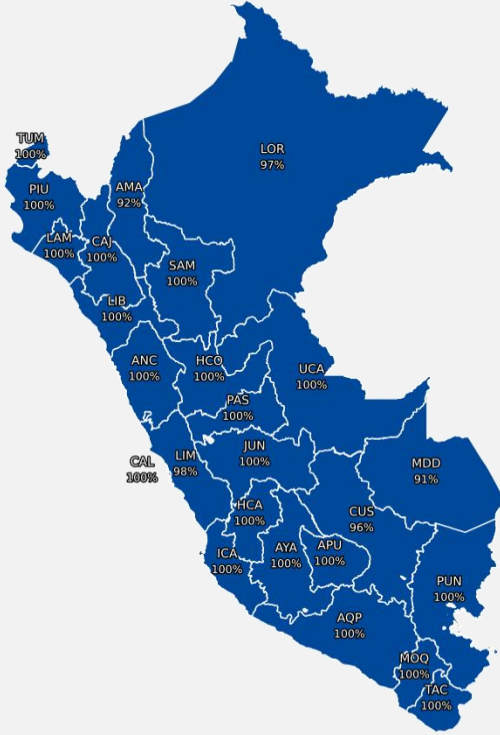 TUM
100%
LOR
97%
PIU
100%
AMA
92%
LAM
100%
CAJ
100%
SAM
100%
LIB
100%
ANC
100%
HCO
100%
UCA
100%
PAS
100%
JUN
100%
LIM
98%
CAL
100%
MDD
91%
HCA
100%
CUS
96%
ICA
100%
AYA
100%
APU
100%
PUN
100%
AQP
100%
MOQ
100%
TAC
100%